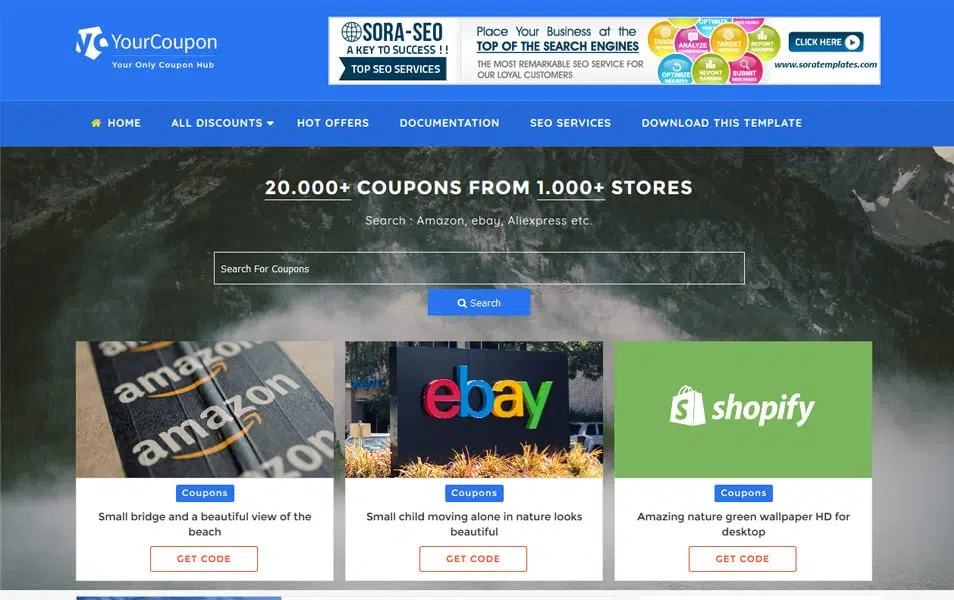 YourCoupon
Your Only Coupon Hub
SORA-SEO
A KEY TO SUCCESS !!
TOP SEO SERVICES
Place Your Business at the
TOP OF THE SEARCH ENGINES
THE MOST REMARKABLE SEO SERVICE FOR
OUR LOYAL CUSTOMERS
OPTIMIZE
TARGET
ANALYZE
TARGET
REPORT
OPTIMIZE
REPORT
SUBMIT
CLICK HERE
www.soratemplates.com
HOME
ALL DISCOUNTS
HOT OFFERS
DOCUMENTATION
SEO SERVICES
DOWNLOAD THIS TEMPLATE
20.000+ COUPONS FROM 1.000+ STORES
Search : Amazon, ebay, Aliexpress etc.
Search For Coupons
Search
amazon
amazon
amazon
ebay
shopify
Coupons
Coupons
Coupons
Small bridge and a beautiful view of the
beach
Small child moving alone in nature looks
beautiful
Amazing nature green wallpaper HD for
desktop
GET CODE
GET CODE
GET CODE